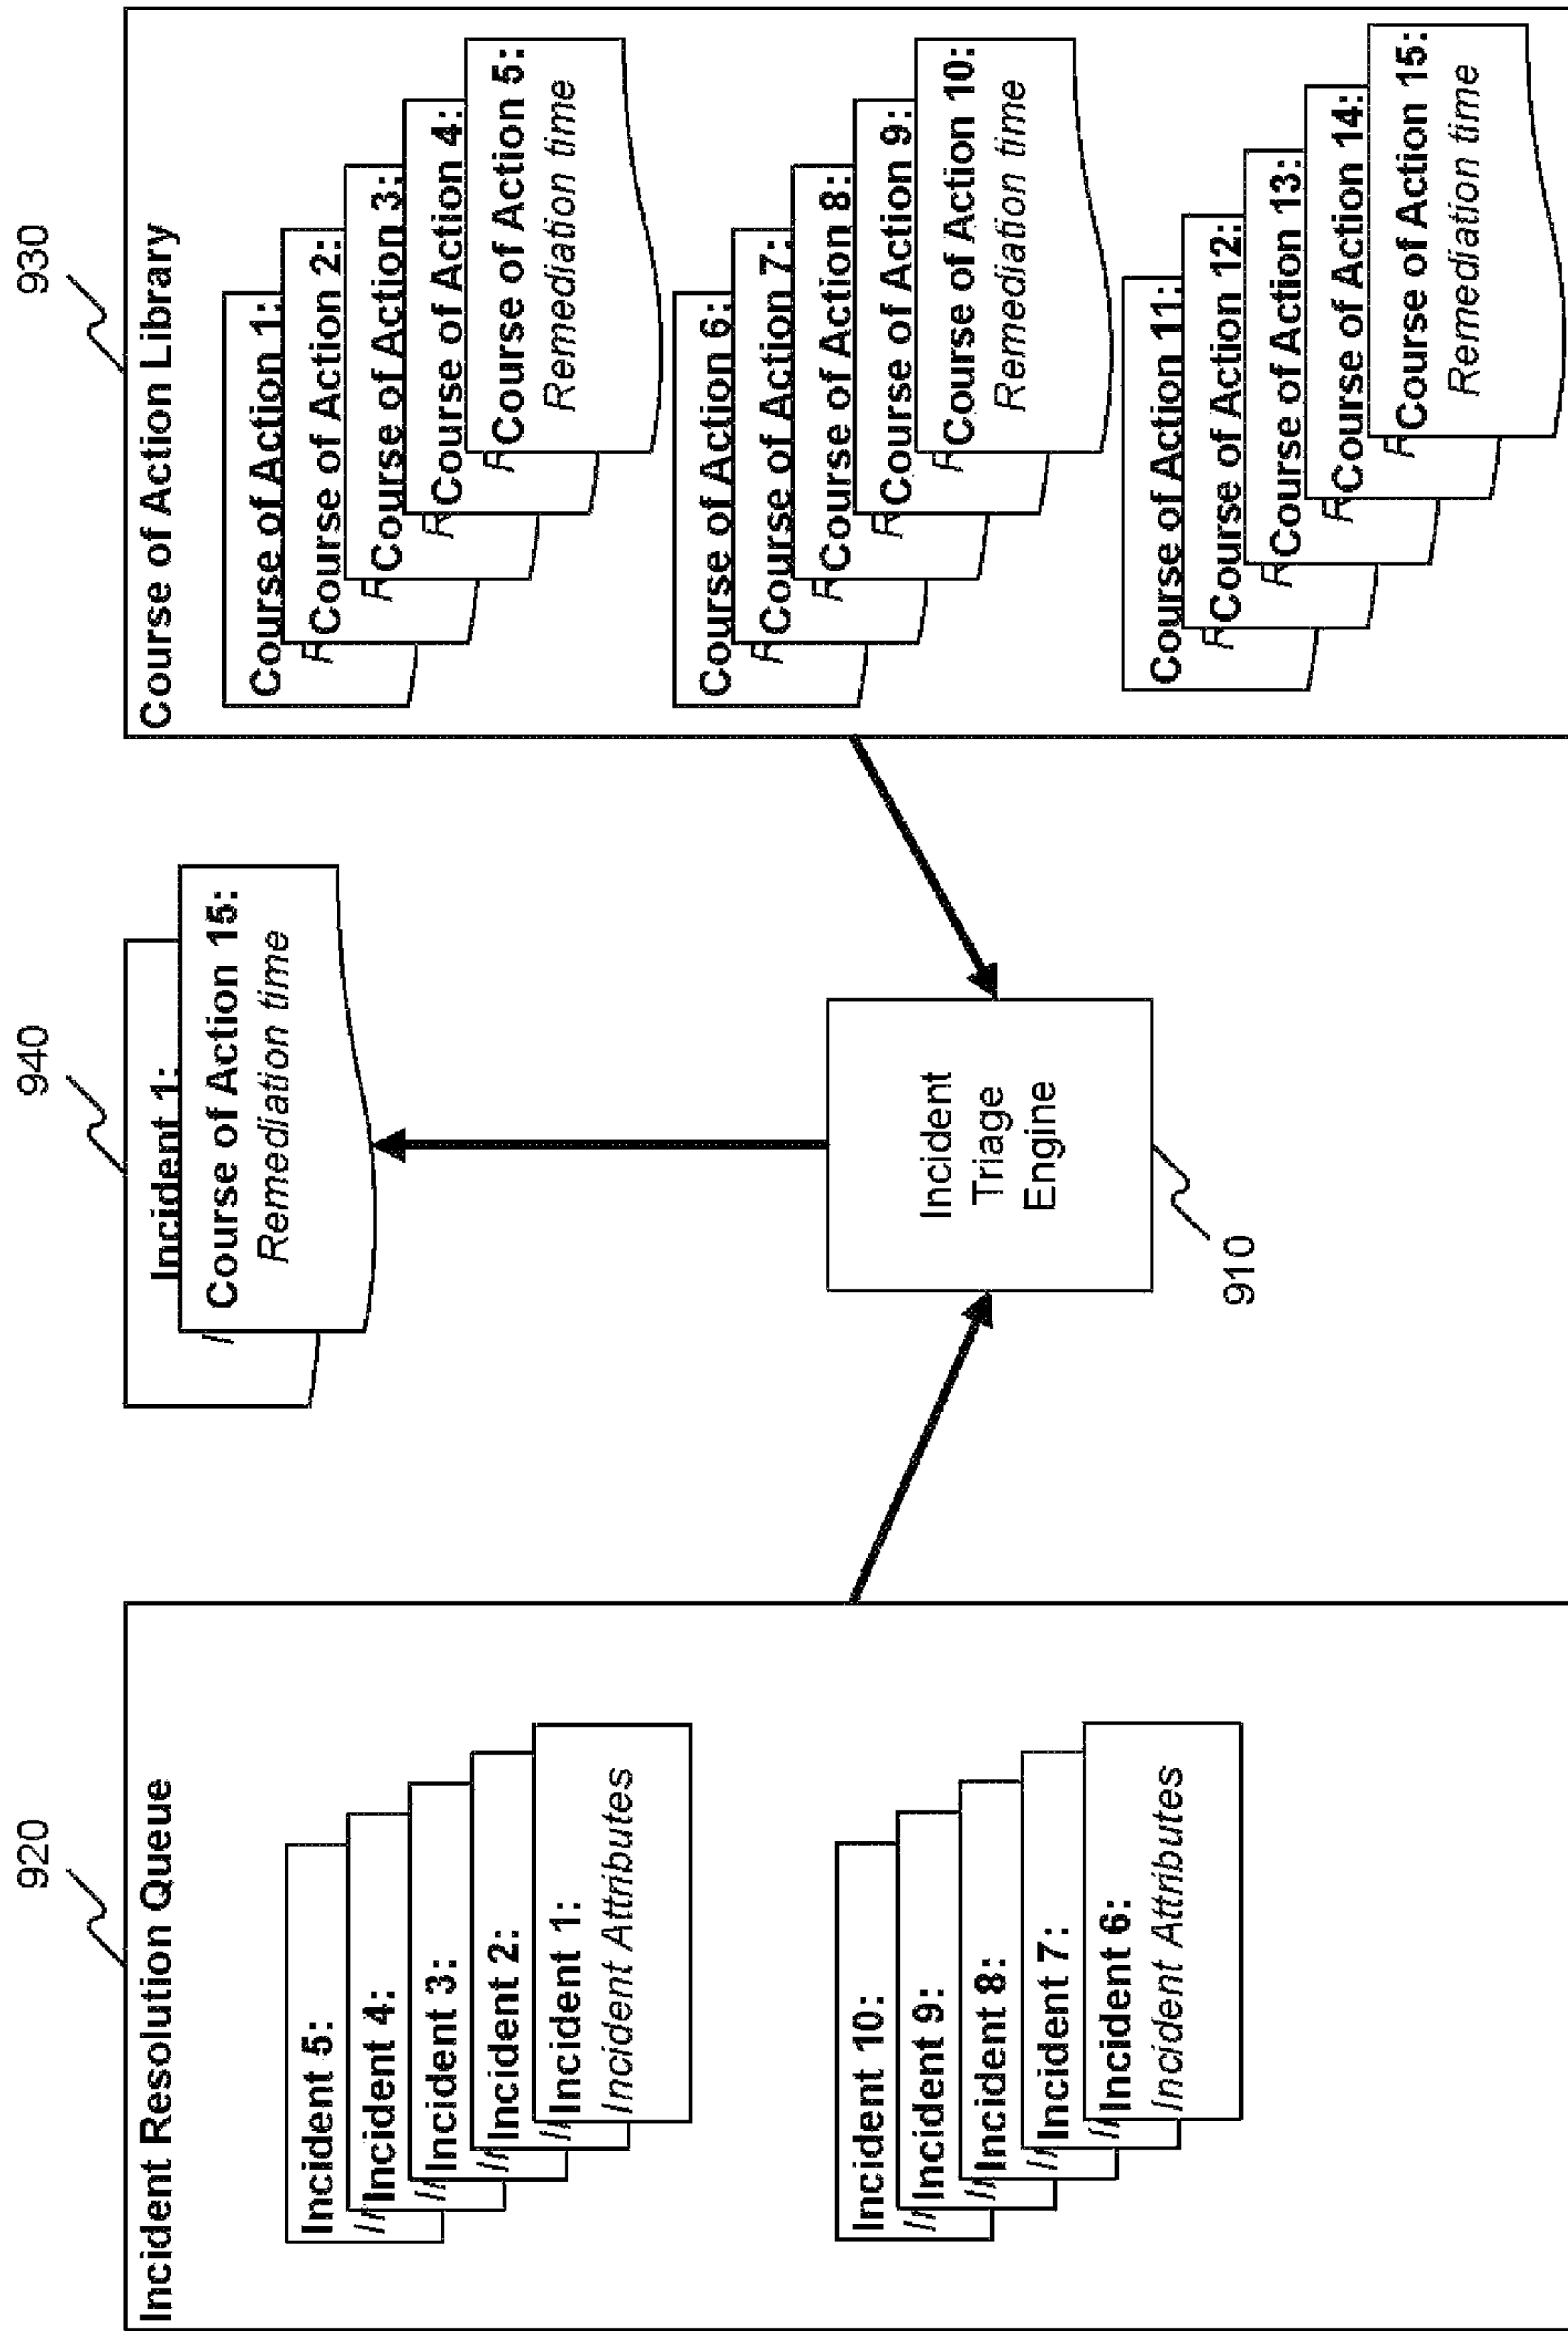 920
Incident Resolution Queue
Incident 5:
Incident 4:
Incident 3:
Incident 2:
Incident 1:
Incident Attributes
Incident 10:
Incident 9:
Incident 8:
Incident 7:
Incident 6:
Incident Attributes
940
Incident 1:
I
Course of Action 15:
Remediation time
Incident
Triage
Engine
910
930
Course of Action Library
Course of Action 1:
R
Course of Action 2:
R
Course of Action 3:
R
Course of Action 4:
R
Course of Action 5:
Remediation time
Course of Action 6:
R
Course of Action 7:
R
Course of Action 8:
R
Course of Action 9:
R
Course of Action 10:
Remediation time
Course of Action 11:
R
Course of Action 12:
R
Course of Action 13:
R
Course of Action 14:
R
Course of Action 15:
Remediation time